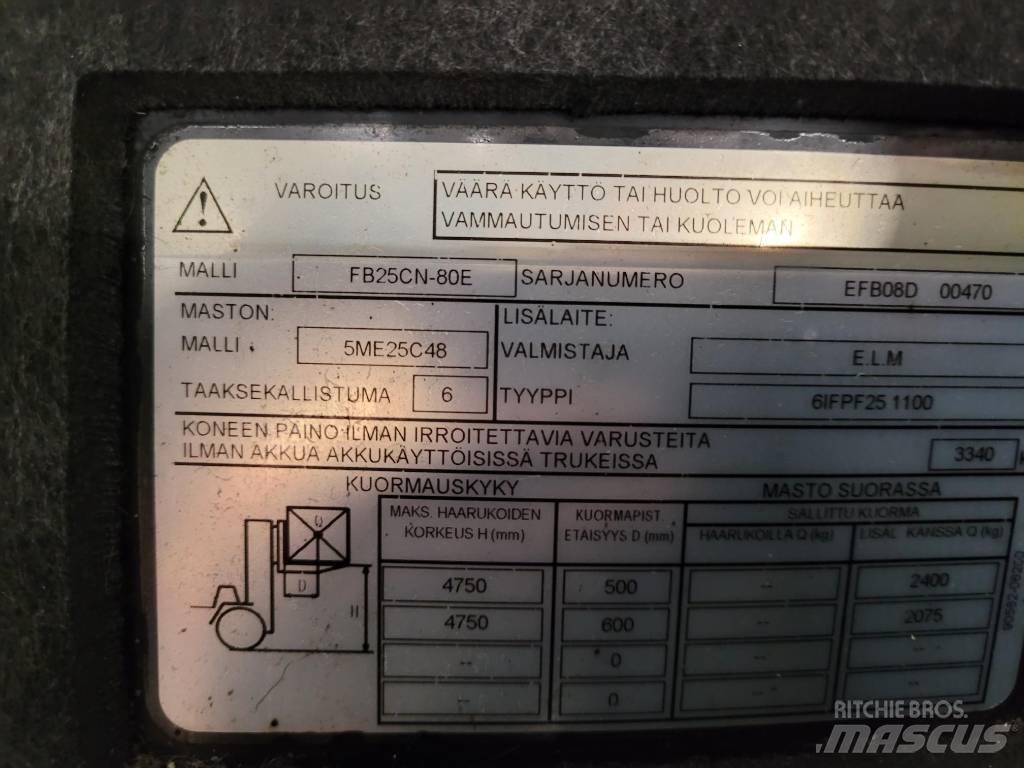 VAROITUS
VÄÄRÄ KÄYTTÖ TAI HUOLTO VOI AIHEUTTAA
VAMMAUTUMISEN TAI KUOLEMAN
MALLI FB25CN-80E SARJANUMERO EFB08D 00470
MASTON: LISÄLAITE:
MALLI 5ME25C48 VALMISTAJA E.L.M
TAAKSEKALLISTUMA 6 TYYPPI 6IFPF25 1100
KONEEN PAINO ILMAN IRROITETTAVIA VARUSTEITA
ILMAN AKKUA AKKUKÄYTTÖISISSÄ TRUKEISSA 3340
KUORMAUSKYKY MASTO SUORASSA
MAKS. HAARUKOIDEN KUORMAPIST. SALLITTU KUORMA
KORKEUS H (mm) ETAISYYS D (mm) HAARUKOILLA Q (kg) LISÄL KANSSA Q (kg)
4750 500 -- 2400
4750 600 -- 2075
-- 0 -- --
-- 0 -- --
Q
D
H
RITCHIE BROS.
MASCUS